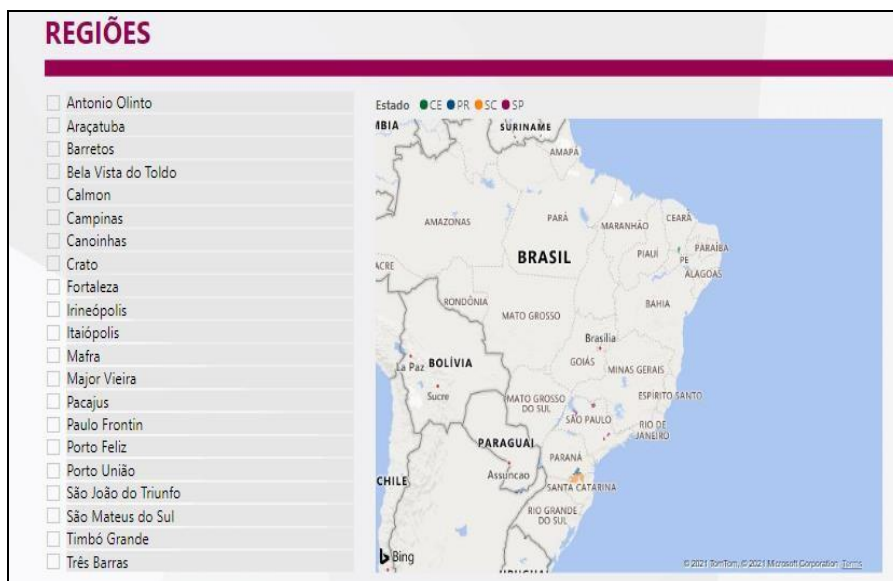 REGIÕES
Antonio Olinto
Araçatuba
Barretos
Bela Vista do Toldo
Calmon
Campinas
Canoinhas
Crato
Fortaleza
Irineópolis
Itaiópolis
Mafra
Major Vieira
Pacajus
Paulo Frontin
Porto Feliz
Porto União
São João do Triunfo
São Mateus do Sul
Timbó Grande
Três Barras
Estado CE PR SC SP
MBIA
SURINAME
AMAPÁ
AMAZONAS
PARÁ
MARANHÃO
CEARÁ
BRASIL
PIAUÍ
PARAÍBA
PE
ALAGOAS
ACRE
RONDÔNIA
MATO GROSSO
BAHIA
Brasília
GOIÁS
La Paz
BOLÍVIA
MINAS GERAIS
Sucre
MATO GROSSO
DO SUL
ESPÍRITO SANTO
SÃO PAULO
RIO DE
JANEIRO
PARAGUAI
PARANÁ
CHILE
Assuncao
SANTA CATARINA
RIO GRANDE
DO SUL
Bing
URUGUAI
© 2021 TomTom, © 2021 Microsoft Corporation Terms